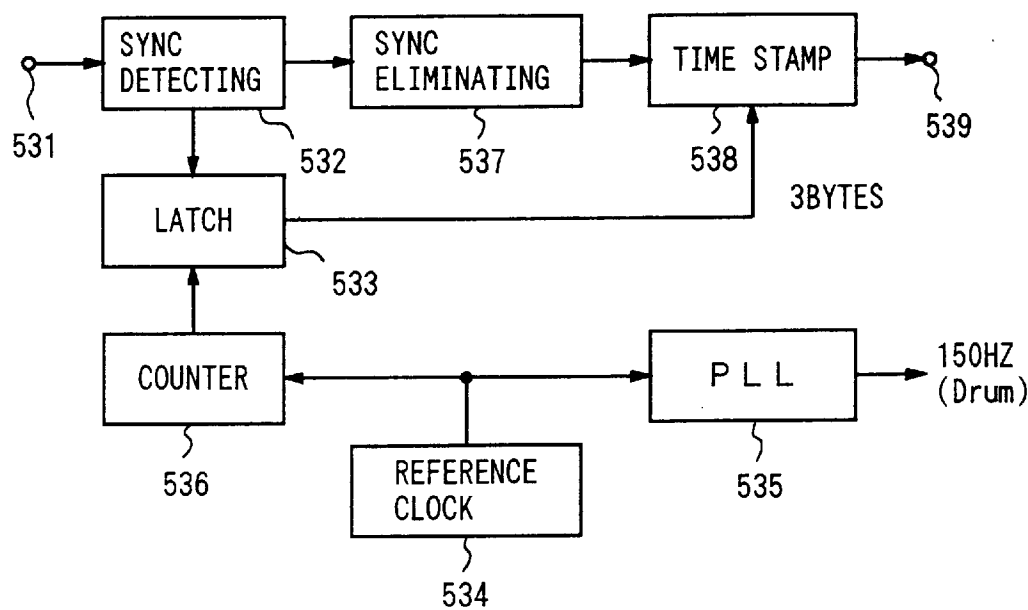 SYNC
DETECTING
SYNC
ELIMINATING
TIME STAMP
531
532
537
538
539
LATCH
3BYTES
533
COUNTER
PLL
150HZ
(Drum)
536
REFERENCE
CLOCK
535
534